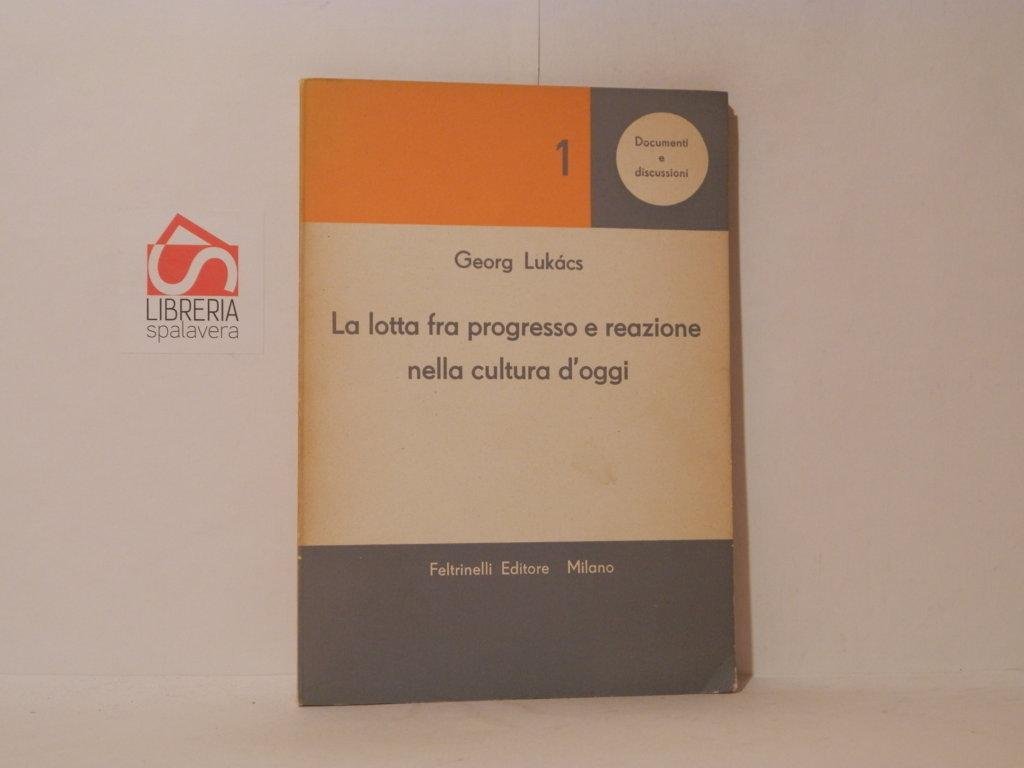 1
Documenti
e
discussioni
Georg Lukács
La lotta fra progresso e reazione
nella cultura d'oggi
Feltrinelli Editore Milano
LIBRERIA
spalavera